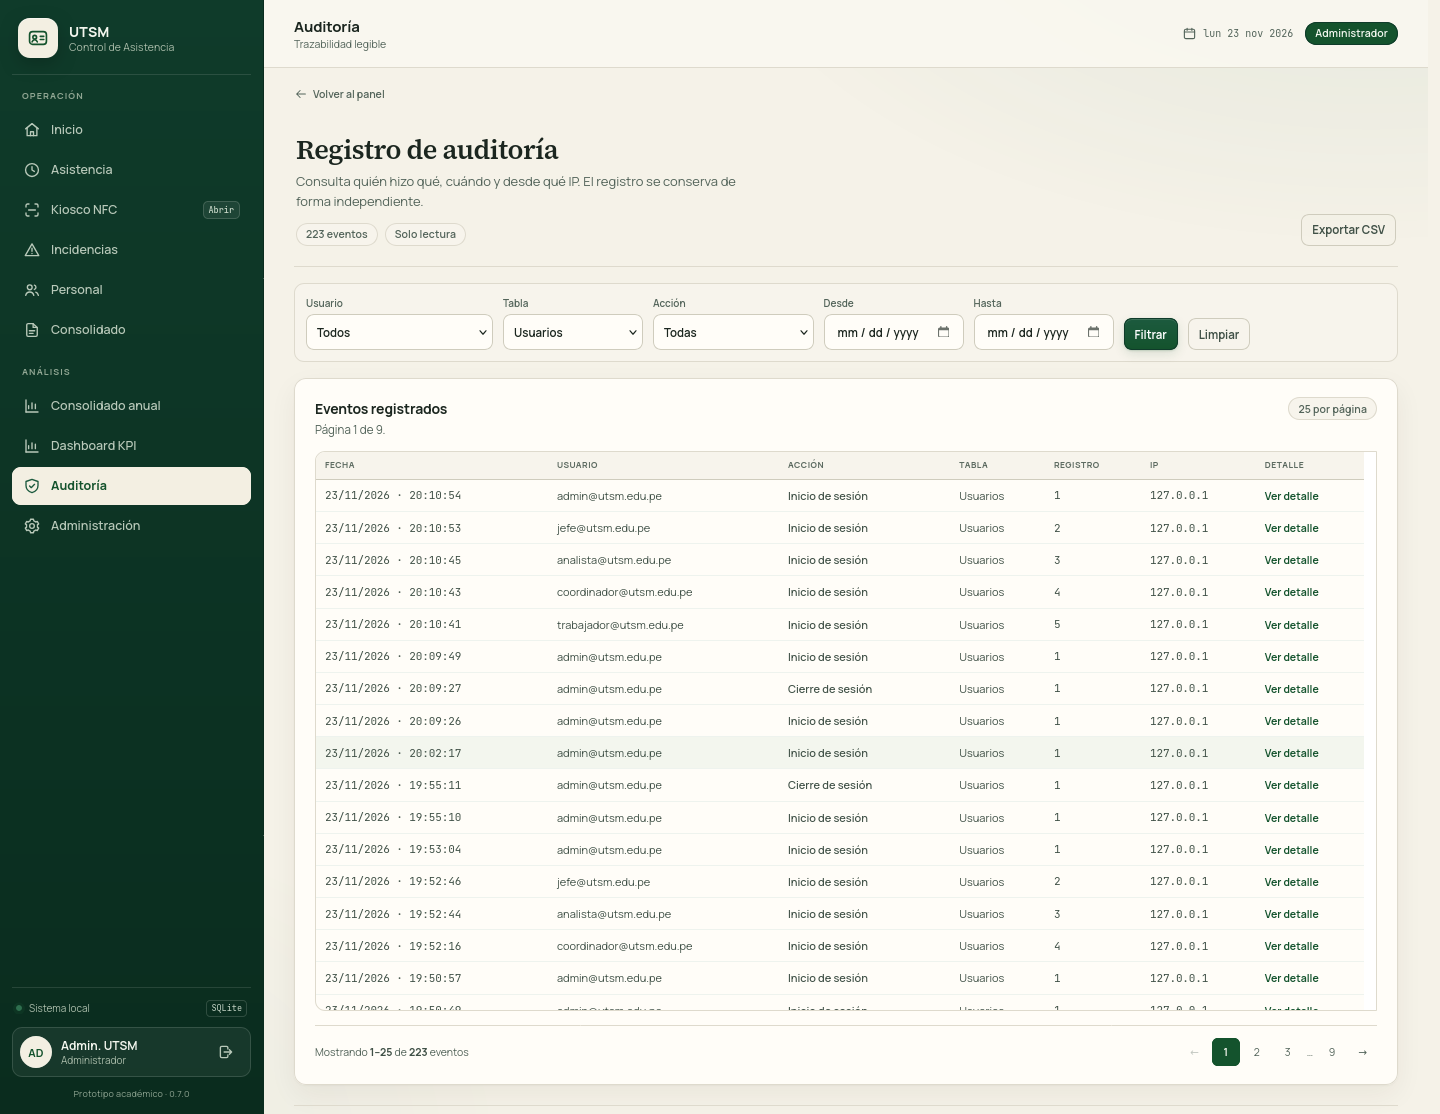 UTSM
Control de Asistencia
OPERACIÓN
Inicio
Asistencia
Kiosco NFC Abrir
Incidencias
Personal
Consolidado
ANÁLISIS
Consolidado anual
Dashboard KPI
Auditoría
Administración
Sistema local SQLite
AD
Admin. UTSM
Administrador
Prototipo académico · 0.7.0
Auditoría
Trazabilidad legible
lun 23 nov 2026 Administrador
← Volver al panel
Registro de auditoría
Consulta quién hizo qué, cuándo y desde qué IP. El registro se conserva de
forma independiente.
223 eventos Solo lectura
Exportar CSV
Usuario Tabla Acción Desde Hasta
Todos Usuarios Todas mm / dd / yyyy mm / dd / yyyy Filtrar Limpiar
Eventos registrados
25 por página
Página 1 de 9.
FECHA USUARIO ACCIÓN TABLA REGISTRO IP DETALLE
23/11/2026 · 20:10:54 admin@utsm.edu.pe Inicio de sesión Usuarios 1 127.0.0.1 Ver detalle
23/11/2026 · 20:10:53 jefe@utsm.edu.pe Inicio de sesión Usuarios 2 127.0.0.1 Ver detalle
23/11/2026 · 20:10:45 analista@utsm.edu.pe Inicio de sesión Usuarios 3 127.0.0.1 Ver detalle
23/11/2026 · 20:10:43 coordinador@utsm.edu.pe Inicio de sesión Usuarios 4 127.0.0.1 Ver detalle
23/11/2026 · 20:10:41 trabajador@utsm.edu.pe Inicio de sesión Usuarios 5 127.0.0.1 Ver detalle
23/11/2026 · 20:09:49 admin@utsm.edu.pe Inicio de sesión Usuarios 1 127.0.0.1 Ver detalle
23/11/2026 · 20:09:27 admin@utsm.edu.pe Cierre de sesión Usuarios 1 127.0.0.1 Ver detalle
23/11/2026 · 20:09:26 admin@utsm.edu.pe Inicio de sesión Usuarios 1 127.0.0.1 Ver detalle
23/11/2026 · 20:02:17 admin@utsm.edu.pe Inicio de sesión Usuarios 1 127.0.0.1 Ver detalle
23/11/2026 · 19:55:11 admin@utsm.edu.pe Cierre de sesión Usuarios 1 127.0.0.1 Ver detalle
23/11/2026 · 19:55:10 admin@utsm.edu.pe Inicio de sesión Usuarios 1 127.0.0.1 Ver detalle
23/11/2026 · 19:53:04 admin@utsm.edu.pe Inicio de sesión Usuarios 1 127.0.0.1 Ver detalle
23/11/2026 · 19:52:46 jefe@utsm.edu.pe Inicio de sesión Usuarios 2 127.0.0.1 Ver detalle
23/11/2026 · 19:52:44 analista@utsm.edu.pe Inicio de sesión Usuarios 3 127.0.0.1 Ver detalle
23/11/2026 · 19:52:16 coordinador@utsm.edu.pe Inicio de sesión Usuarios 4 127.0.0.1 Ver detalle
23/11/2026 · 19:50:57 admin@utsm.edu.pe Inicio de sesión Usuarios 1 127.0.0.1 Ver detalle
Mostrando 1–25 de 223 eventos
← 1 2 3 … 9 →